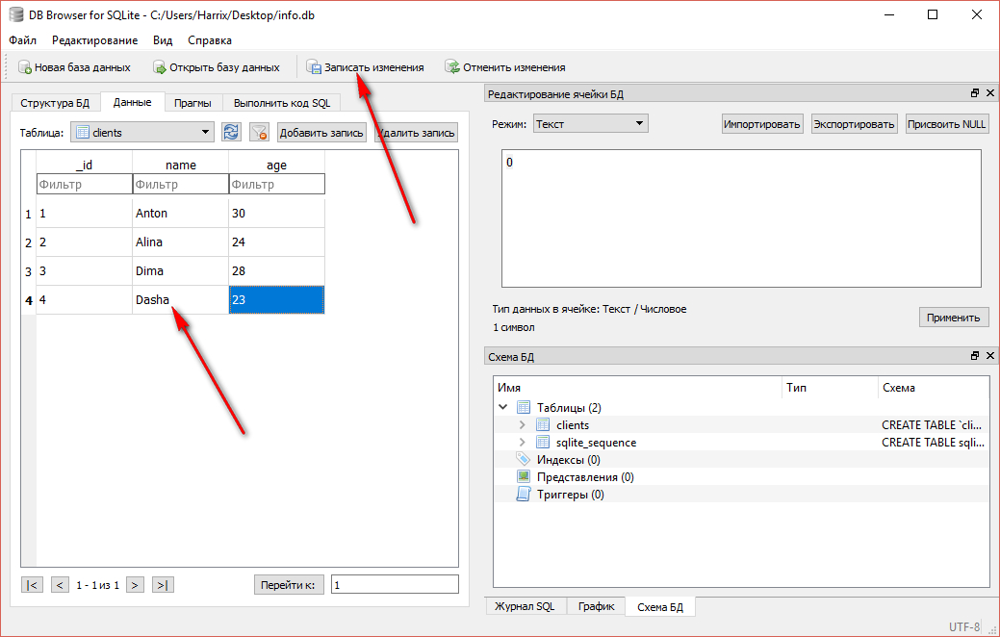 DB Browser for SQLite - C:/Users/Harrix/Desktop/info.db
Файл Редактирование Вид Справка
Новая база данных Открыть базу данных Записать изменения Отменить изменения
Структура БД Данные Прагмы Выполнить код SQL
Таблица: clients Добавить запись Удалить запись
_id name age
Фильтр Фильтр Фильтр
1 1 Anton 30
2 2 Alina 24
3 3 Dima 28
4 4 Dasha 23
|< < 1 - 1 из 1 > >| Перейти к: 1
Редактирование ячейки БД
Режим: Текст Импортировать Экспортировать Присвоить NULL
0
Тип данных в ячейке: Текст / Числовое
1 символ
Применить
Схема БД
Имя Тип Схема
Таблицы (2)
clients CREATE TABLE `cli...
sqlite_sequence CREATE TABLE sqli...
Индексы (0)
Представления (0)
Триггеры (0)
Журнал SQL График Схема БД
UTF-8